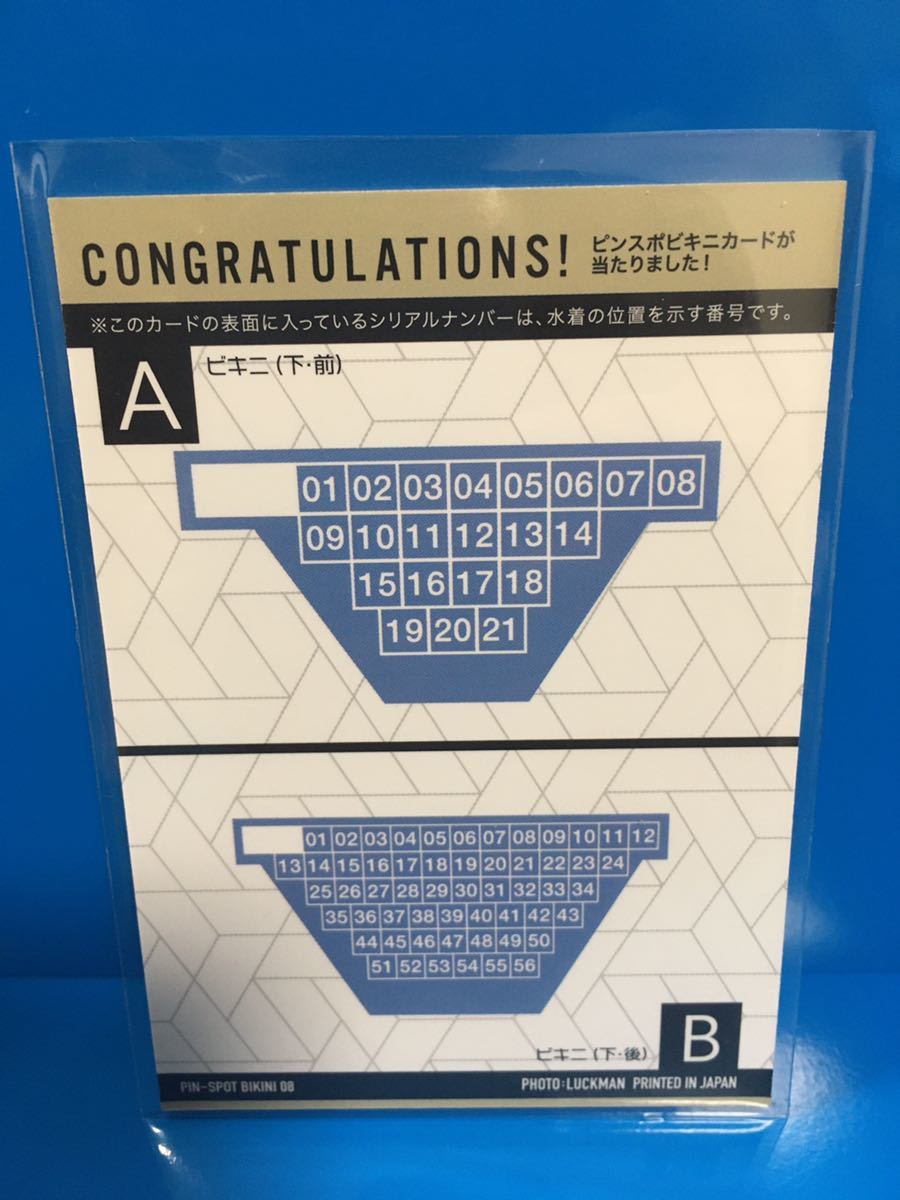 CONGRATULATIONS!
ピンスポビキニカードが
当たりました!
※このカードの表面に入っているシリアルナンバーは、水着の位置を示す番号です。
A
ビキニ(下・前)
01 02 03 04 05 06 07 08
09 10 11 12 13 14
15 16 17 18
19 20 21
01 02 03 04 05 06 07 08 09 10 11 12
13 14 15 16 17 18 19 20 21 22 23 24
25 26 27 28 29 30 31 32 33 34
35 36 37 38 39 40 41 42 43
44 45 46 47 48 49 50
51 52 53 54 55 56
ビキニ(下・後)
B
PIN-SPOT BIKINI 08
PHOTO:LUCKMAN PRINTED IN JAPAN